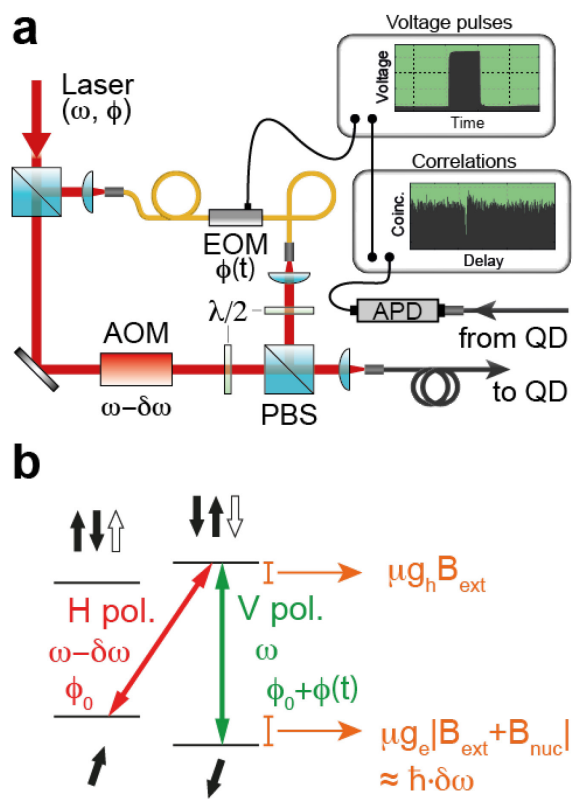 a
Voltage pulses
Voltage
Time
Laser
(ω, ϕ)
Correlations
Coinc.
Delay
EOM
ϕ(t)
λ/2
APD
from QD
AOM
ω−δω
PBS
to QD
b
H pol.
ω−δω
ϕ₀
V pol.
ω
ϕ₀+ϕ(t)
μgₕBₑₓₜ
μgₑ|Bₑₓₜ+Bₙᵤc|
≈ ħ·δω